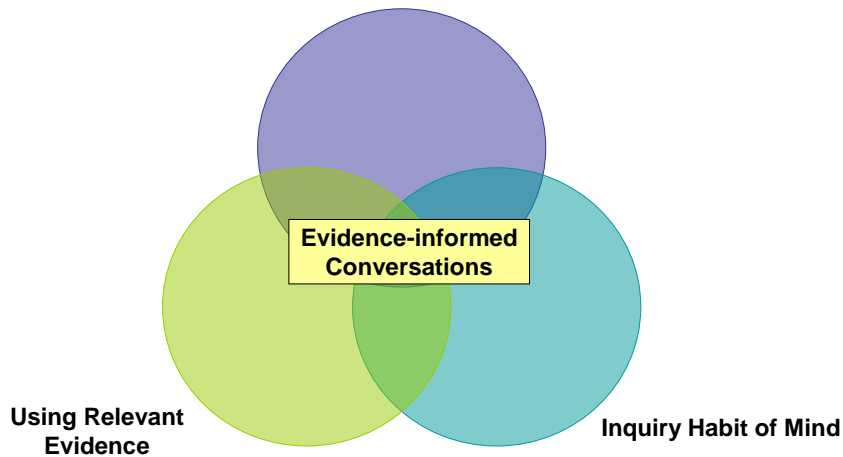 Evidence-informed
Conversations
Using Relevant
Evidence
Inquiry Habit of Mind